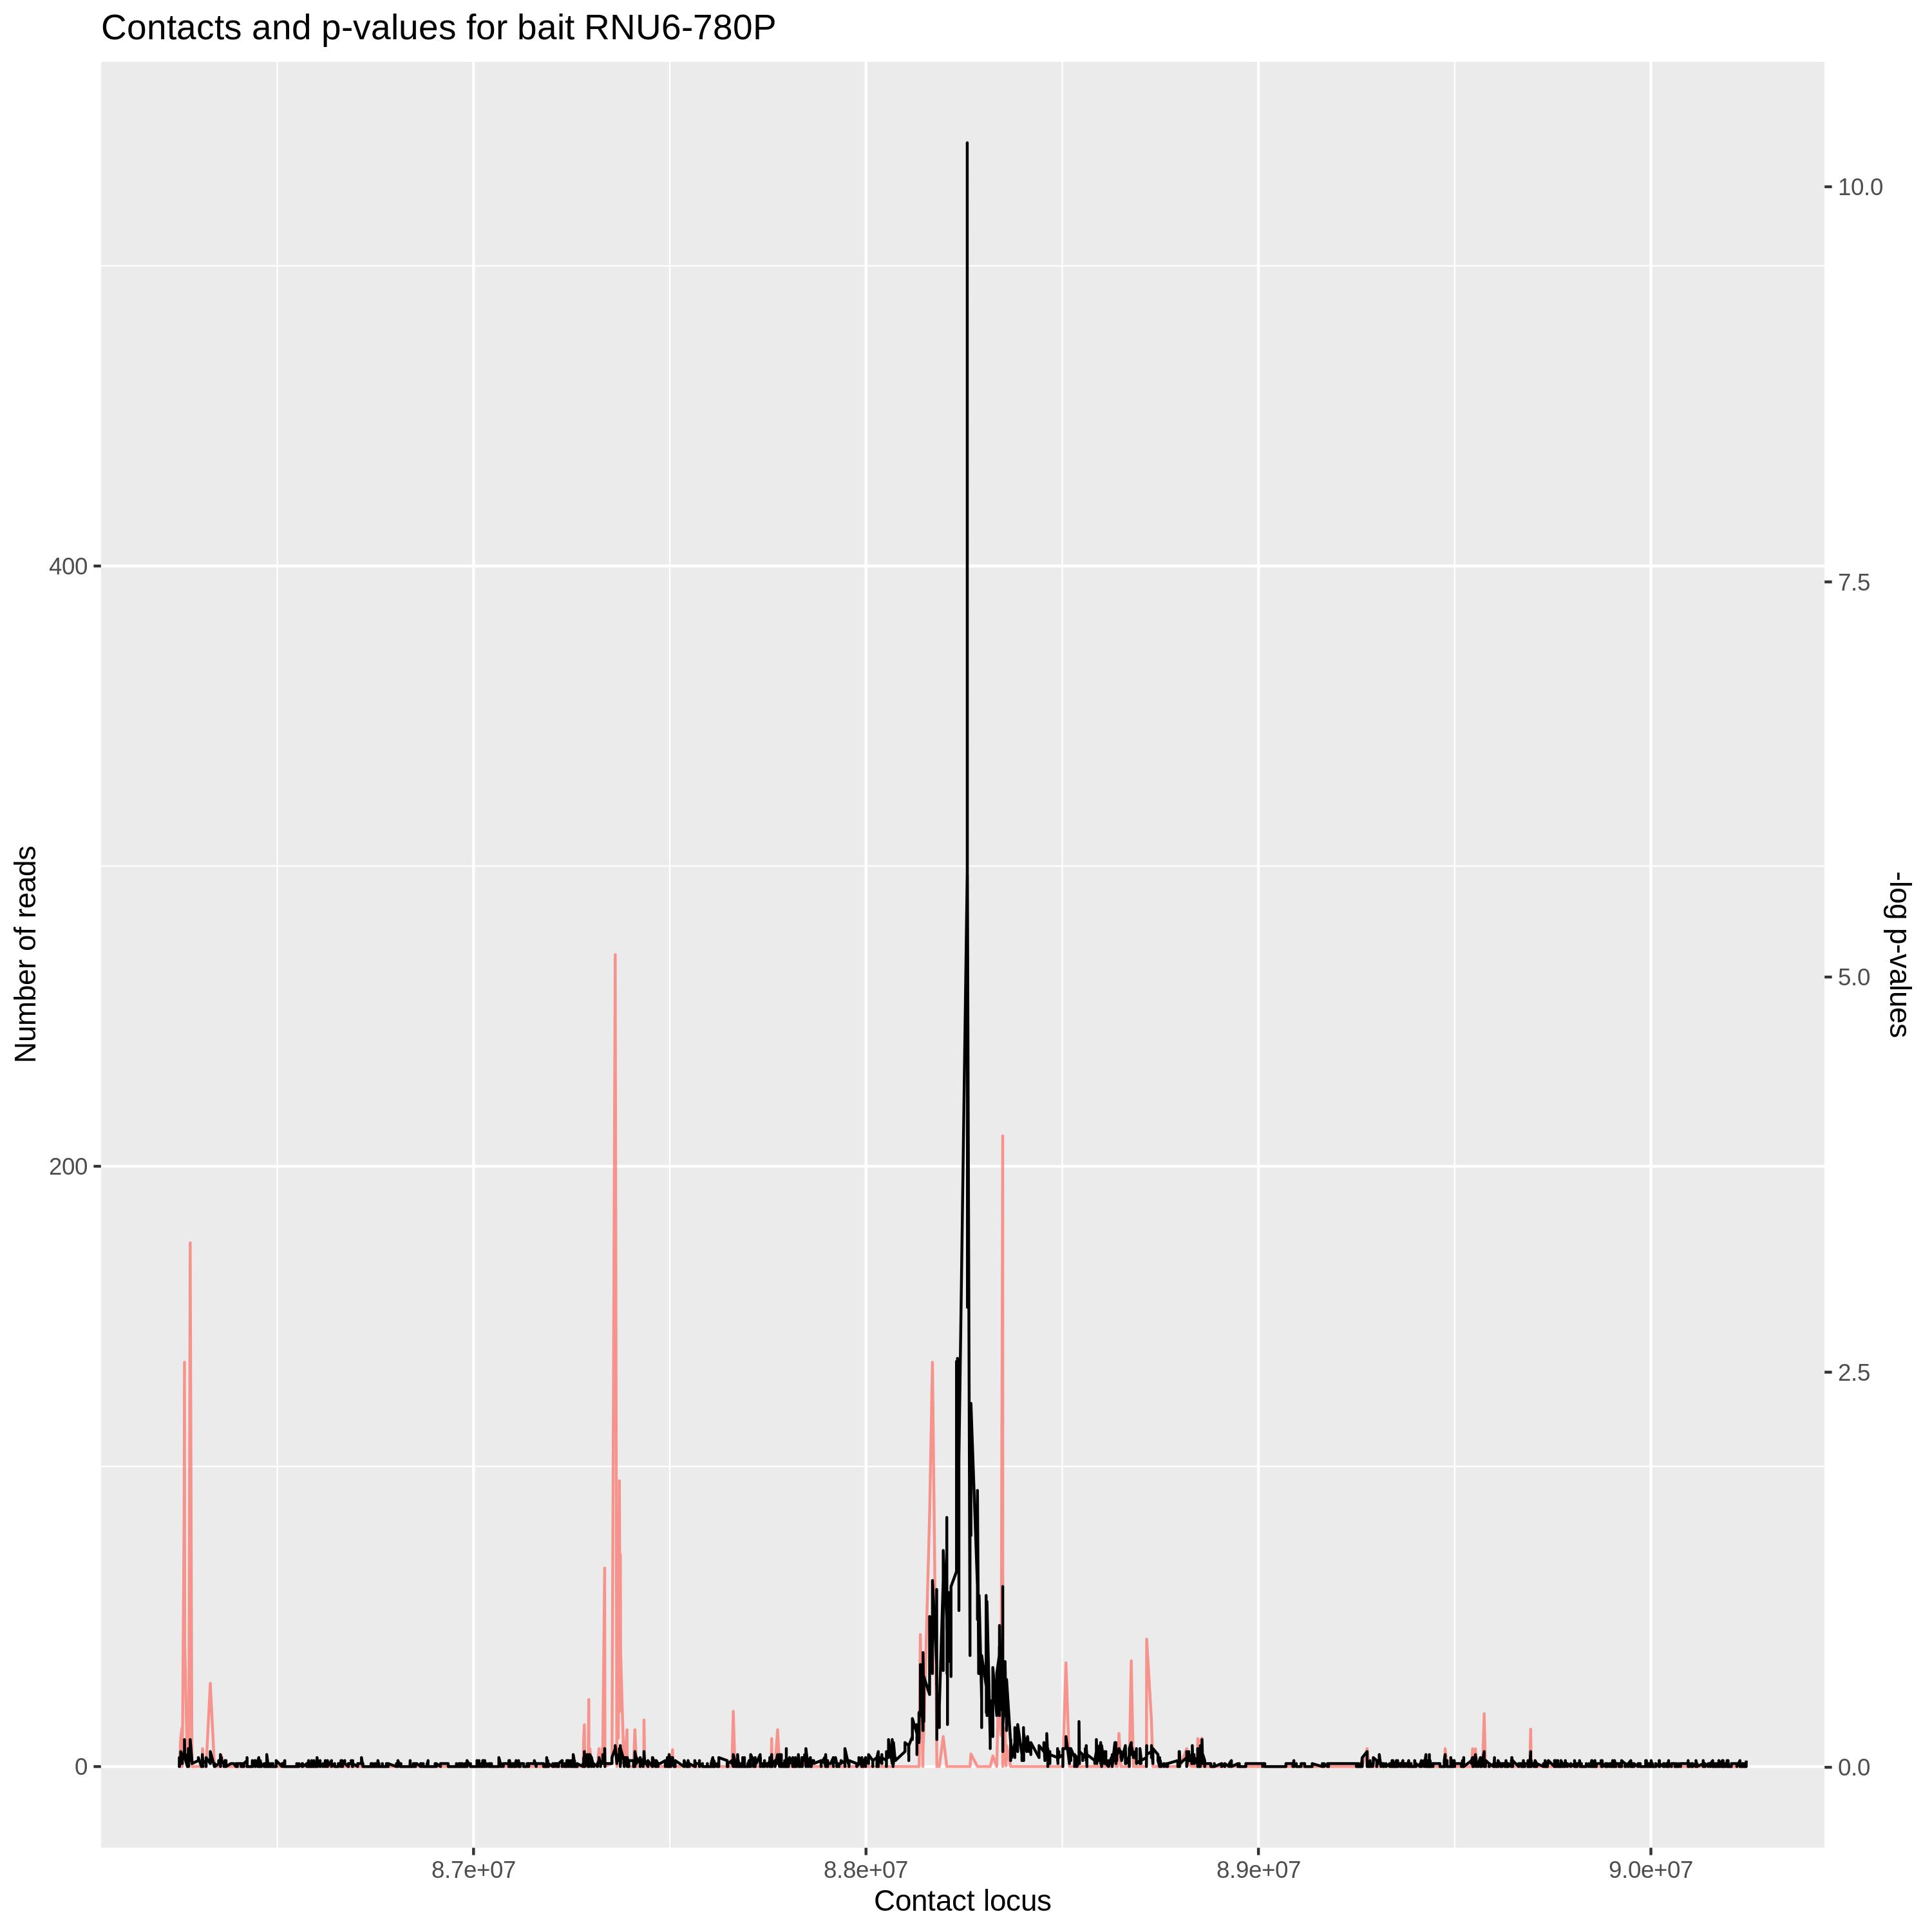 Contacts and p-values for bait RNU6-780P
Number of reads
400
200
0
10.0
7.5
5.0
2.5
0.0
-log p-values
8.7e+07
8.8e+07
8.9e+07
9.0e+07
Contact locus